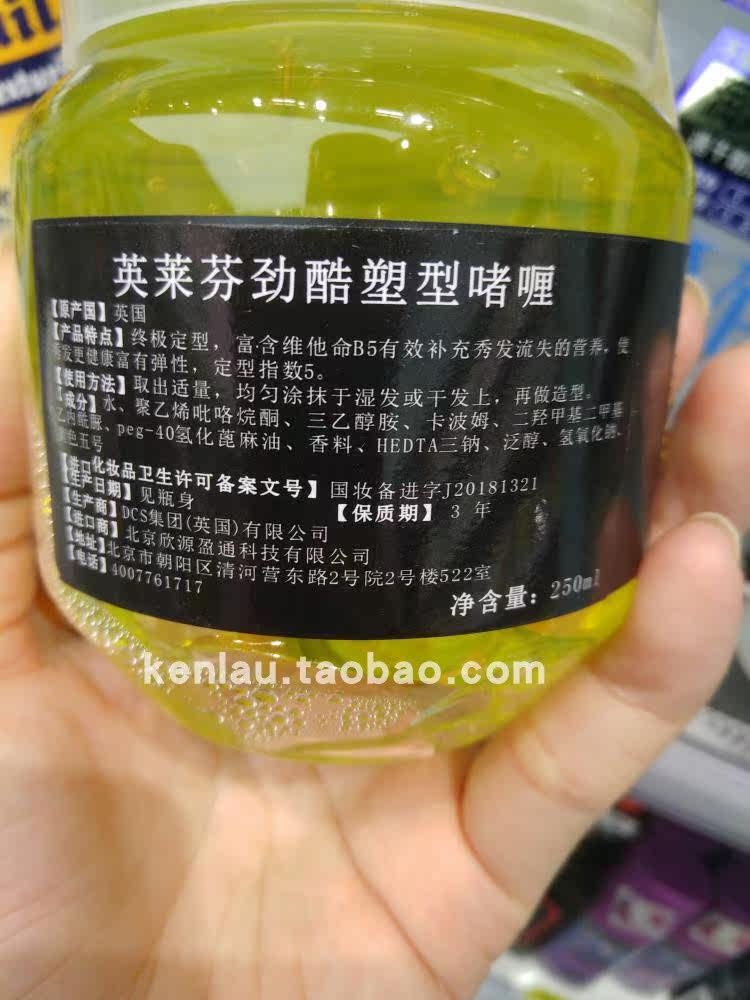 英莱芬劲酷塑型啫喱
【原产国】英国
【产品特点】终极定型，富含维他命B5有效补充秀发流失的营养，使
秀发更健康富有弹性，定型指数5。
【使用方法】取出适量，均匀涂抹于湿发或干发上，再做造型。
【成分】水、聚乙烯吡咯烷酮、三乙醇胺、卡波姆、二羟甲基二甲基
乙内酰脲、peg-40氢化蓖麻油、香料、HEDTA三钠、泛醇、氢氧化钠、
黄色五号
【进口化妆品卫生许可备案文号】国妆备进字J20181321
【生产日期】见瓶身 【保质期】3 年
【生产商】DCS集团(英国)有限公司
【进口商】北京欣源盈通科技有限公司
【地址】北京市朝阳区清河营东路2号院2号楼522室
【电话】4007761717
净含量：250ml
kenlau.taobao.com